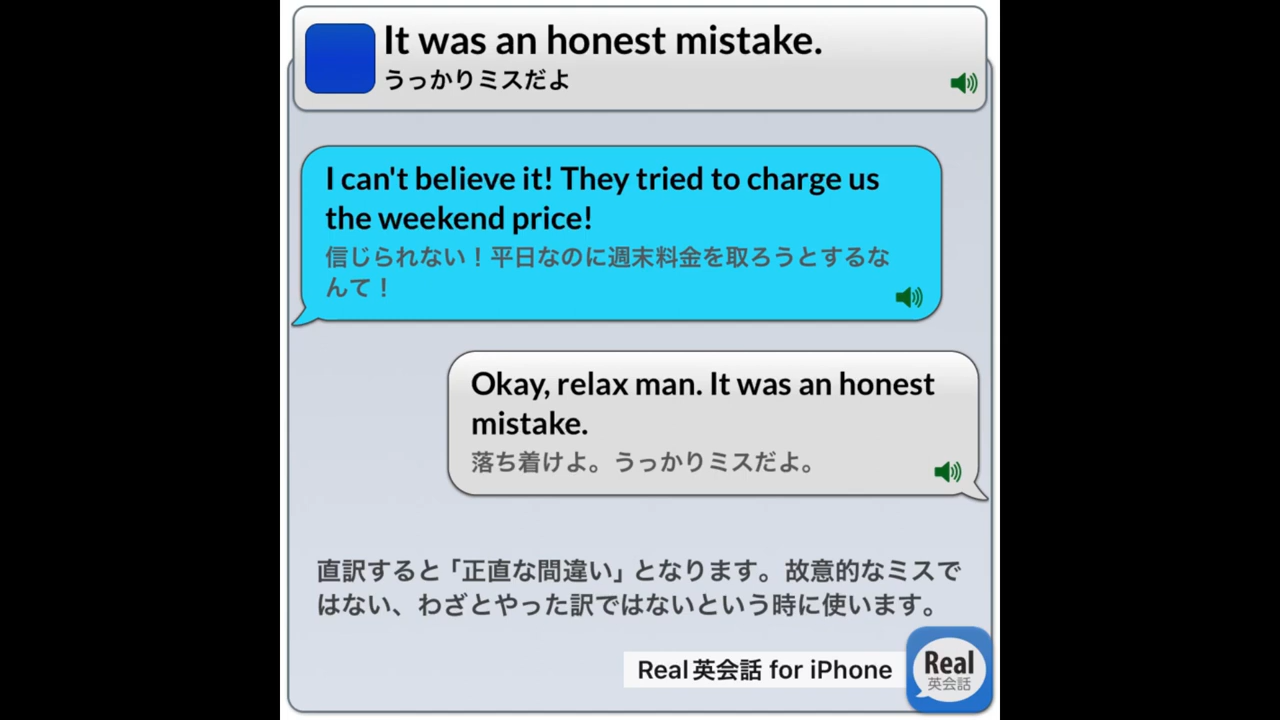 It was an honest mistake.
うっかりミスだよ
I can't believe it! They tried to charge us
the weekend price!
信じられない！平日なのに週末料金を取ろうとするな
んて！
Okay, relax man. It was an honest
mistake.
落ち着けよ。うっかりミスだよ。
直訳すると「正直な間違い」となります。故意的なミスで
はない、わざとやった訳ではないという時に使います。
Real英会話 for iPhone
Real
英会話